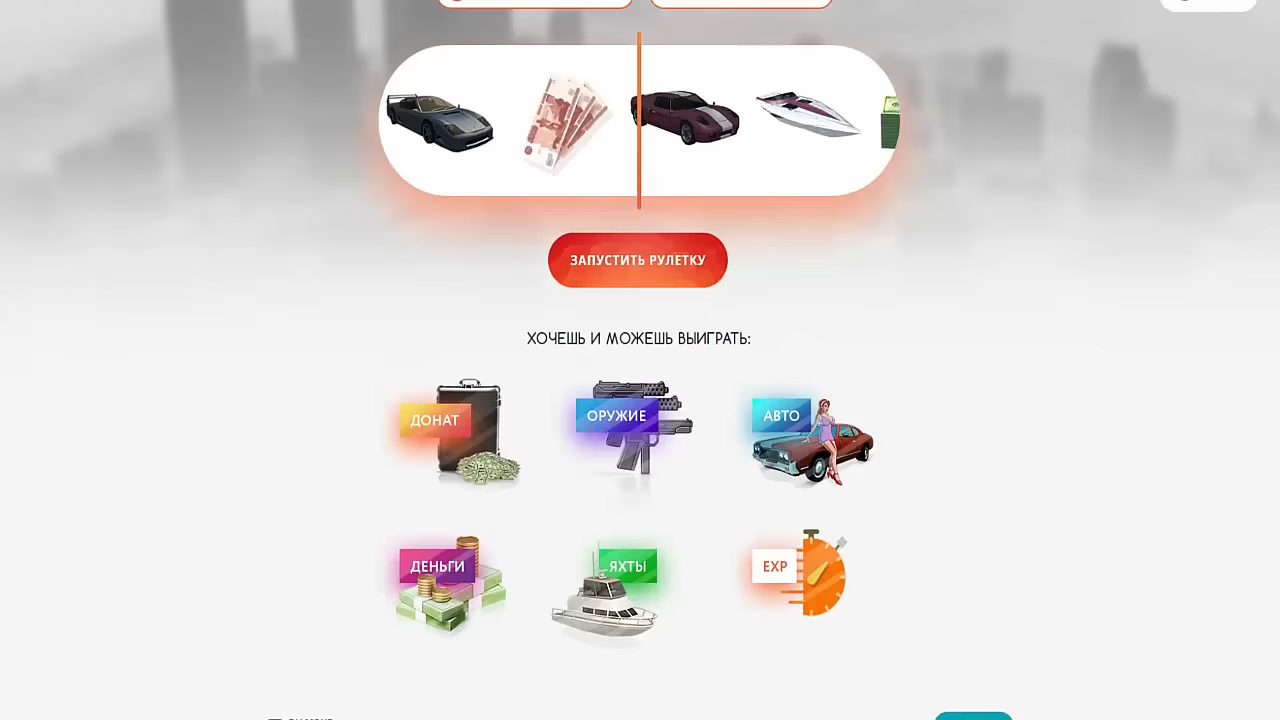 ЗАПУСТИТЬ РУЛЕТКУ
ХОЧЕШЬ И МОЖЕШЬ ВЫИГРАТЬ:
ДОНАТ
ОРУЖИЕ
АВТО
ДЕНЬГИ
ЯХТЫ
EXP